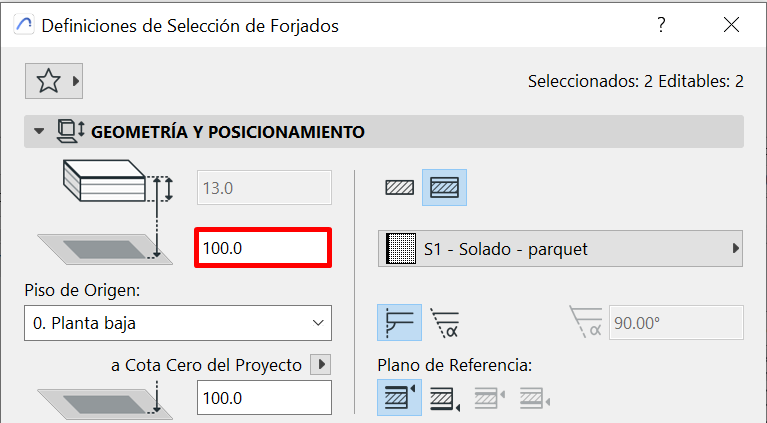 Definiciones de Selección de Forjados ?
Seleccionados: 2 Editables: 2
GEOMETRÍA Y POSICIONAMIENTO
13.0
100.0
S1 - Solado - parquet
Piso de Origen:
0. Planta baja
α
α
90.00°
a Cota Cero del Proyecto
Plano de Referencia:
100.0